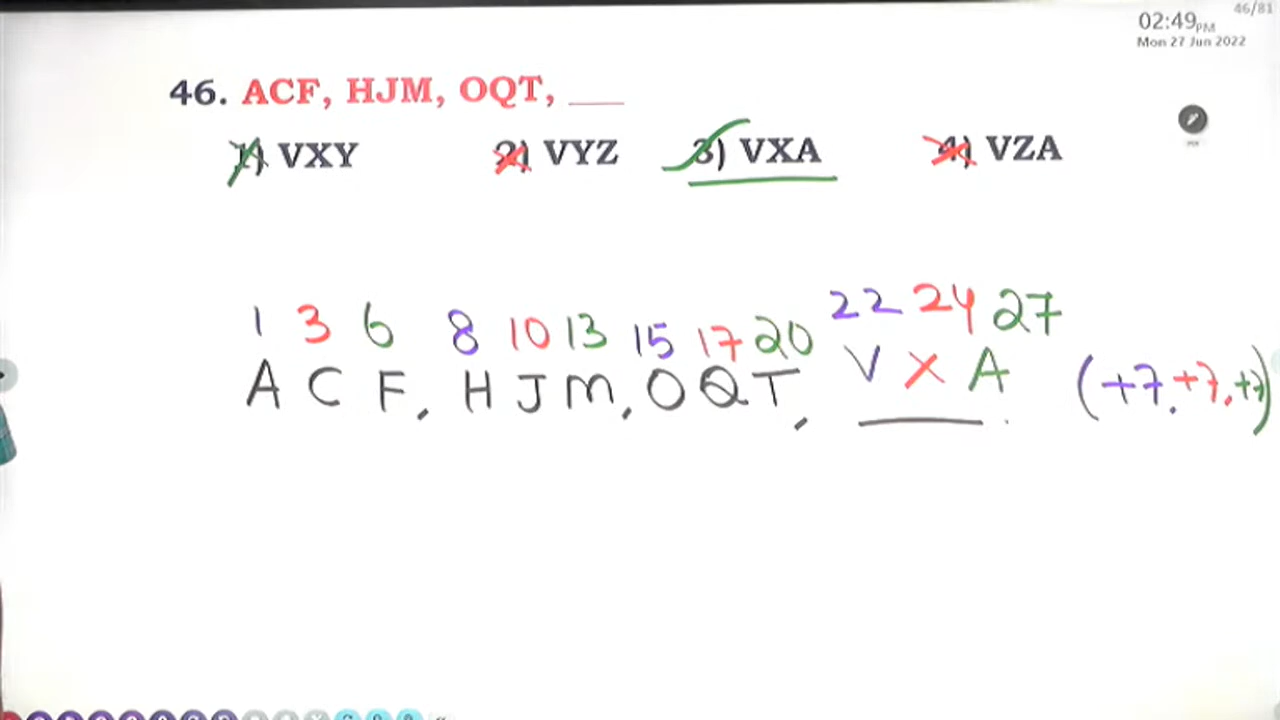 46/81
02:49PM
Mon 27 Jun 2022
46. ACF, HJM, OQT, ___
1) VXY 2) VYZ 3) VXA 4) VZA
1 3 6 8 10 13 15 17 20 22 24 27
A C F, H J M, O Q T, V X A (+7, +7, +7)